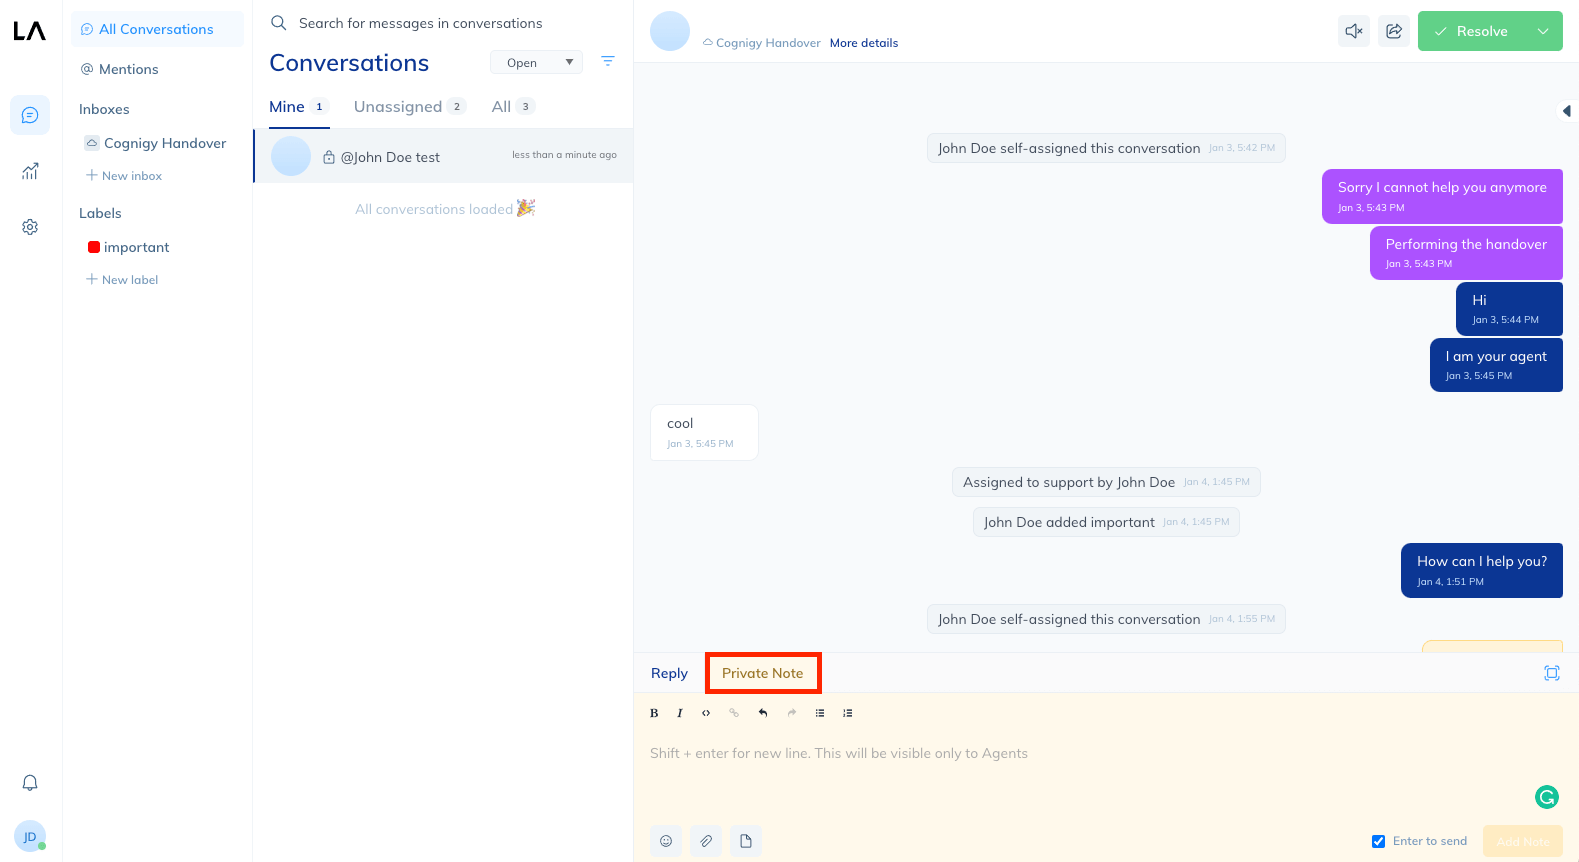 LA
All Conversations
Mentions
Inboxes
Cognigy Handover
New inbox
Labels
important
New label
JD
Search for messages in conversations
Conversations
Open
Mine 1
Unassigned 2
All 3
@John Doe test
less than a minute ago
All conversations loaded 🎉
Cognigy Handover
More details
Resolve
John Doe self-assigned this conversation Jan 3, 5:42 PM
Sorry I cannot help you anymore
Jan 3, 5:43 PM
Performing the handover
Jan 3, 5:43 PM
Hi
Jan 3, 5:44 PM
I am your agent
Jan 3, 5:45 PM
cool
Jan 3, 5:45 PM
Assigned to support by John Doe Jan 4, 1:45 PM
John Doe added important Jan 4, 1:45 PM
How can I help you?
Jan 4, 1:51 PM
John Doe self-assigned this conversation Jan 4, 1:55 PM
Reply
Private Note
B I
Shift + enter for new line. This will be visible only to Agents
Enter to send
Add Note